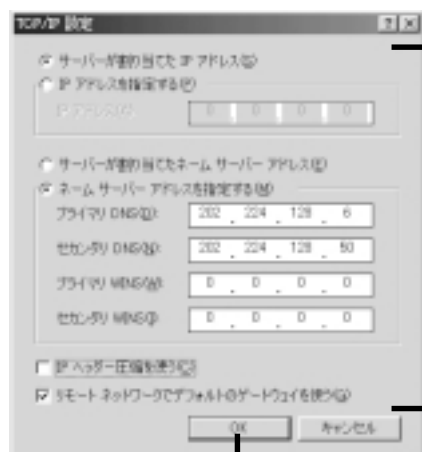 TCP/IP 設定
サーバーが割り当てた IP アドレス(S)
IP アドレスを指定する(P)
IP アドレス(A): 0 . 0 . 0 . 0
サーバーが割り当てたネーム サーバー アドレス(E)
ネーム サーバー アドレスを指定する(M)
プライマリ DNS(D): 202 . 224 . 128 . 6
セカンダリ DNS(N): 202 . 224 . 128 . 50
プライマリ WINS(W): 0 . 0 . 0 . 0
セカンダリ WINS(I): 0 . 0 . 0 . 0
IP ヘッダー圧縮を使う(C)
リモート ネットワークでデフォルトのゲートウェイを使う(G)
OK キャンセル